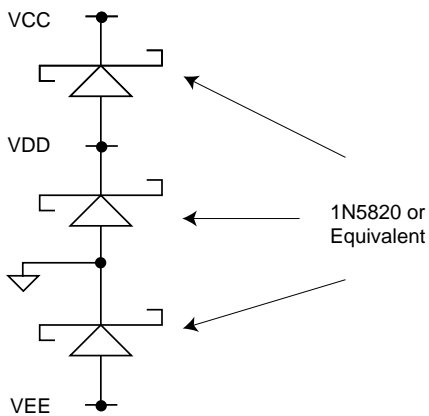 VCC
VDD
1N5820 or
Equivalent
VEE